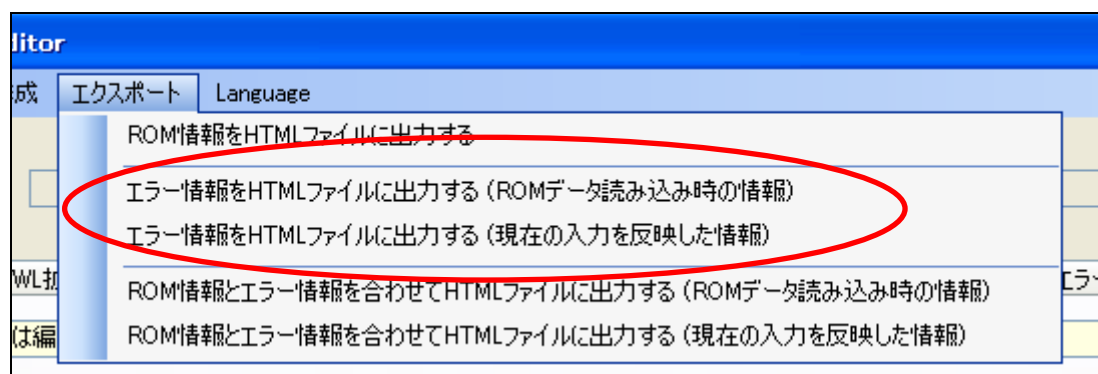 ditor
成 エクスポート Language
ROM情報をHTMLファイルに出力する
エラー情報をHTMLファイルに出力する（ROMデータ読み込み時の情報）
エラー情報をHTMLファイルに出力する（現在の入力を反映した情報）
WL拡 エラー
ROM情報とエラー情報を合わせてHTMLファイルに出力する（ROMデータ読み込み時の情報）
は編
ROM情報とエラー情報を合わせてHTMLファイルに出力する（現在の入力を反映した情報）